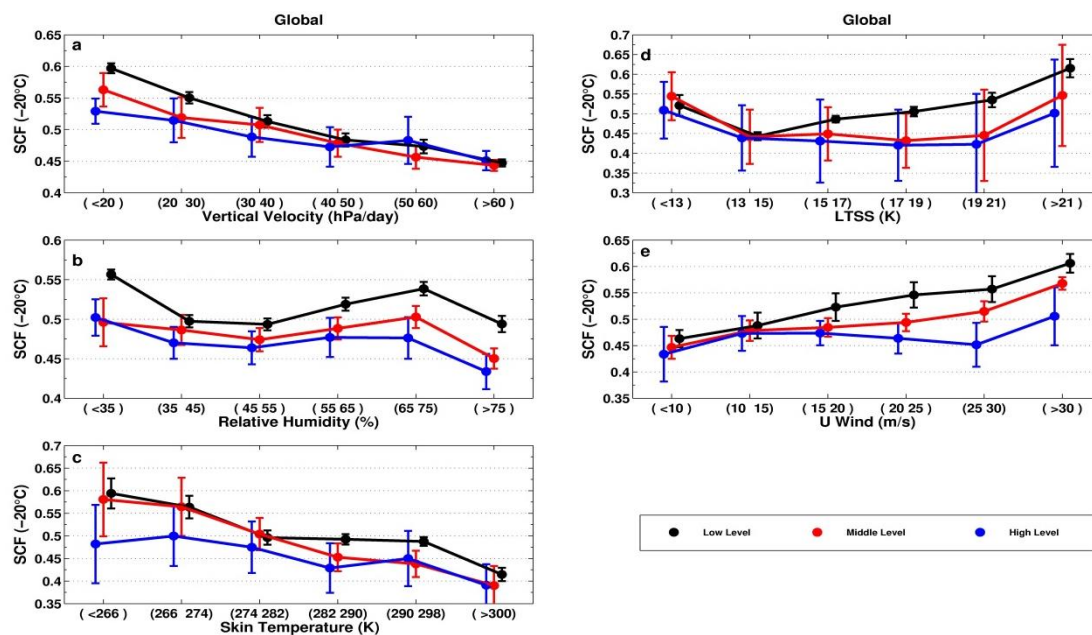 Global
a
SCF (−20°C)
0.65
0.6
0.55
0.5
0.45
0.4
( <20 ) (20 30) (30 40 ) (40 50 ) (50 60 ) ( >60 )
Vertical Velocity (hPa/day)
b
SCF (−20°C)
0.6
0.55
0.5
0.45
0.4
(<35 ) (35 45) ( 45 55) (55 65) (65 75) (>75 )
Relative Humidity (%)
c
SCF (−20°C)
0.7
0.65
0.6
0.55
0.5
0.45
0.4
0.35
( <266 ) (266 274) (274 282) (282 290) (290 298) ( >300)
Skin Temperature (K)
Global
d
SCF (−20°C)
0.7
0.65
0.6
0.55
0.5
0.45
0.4
0.35
0.3
( <13 ) (13 15) ( 15 17) (17 19 ) (19 21) (>21 )
LTSS (K)
e
SCF (−20°C)
0.65
0.6
0.55
0.5
0.45
0.4
( <10 ) (10 15) ( 15 20) (20 25 ) (25 30) (>30 )
U Wind (m/s)
Low Level Middle Level High Level